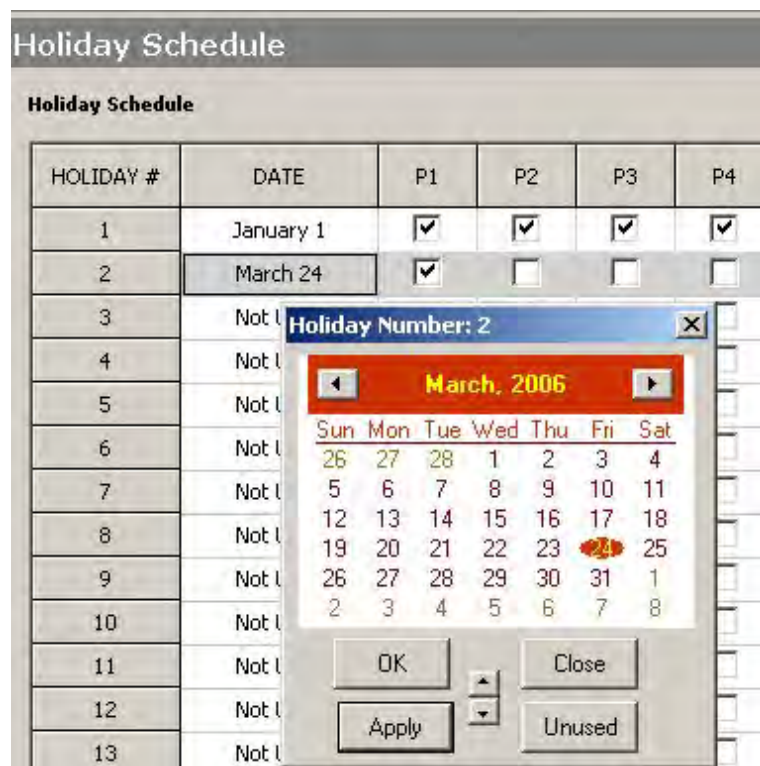 Holiday Schedule
Holiday Schedule
HOLIDAY # DATE P1 P2 P3 P4
1 January 1
2 March 24
3 Not
4 Not
5 Not
6 Not
7 Not
8 Not
9 Not
10 Not
11 Not
12 Not
13 Not
Holiday Number: 2
March, 2006
Sun Mon Tue Wed Thu Fri Sat
26 27 28 1 2 3 4
5 6 7 8 9 10 11
12 13 14 15 16 17 18
19 20 21 22 23 24 25
26 27 28 29 30 31 1
2 3 4 5 6 7 8
OK Close
Apply Unused